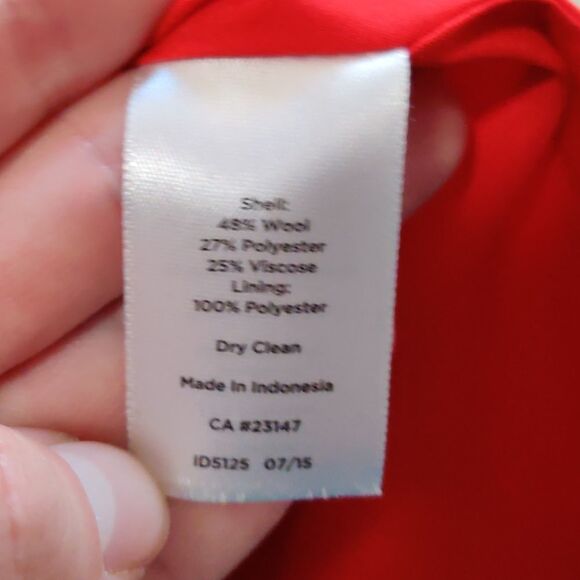 Shell:
48% Wool
27% Polyester
25% Viscose
Lining:
100% Polyester
Dry Clean
Made In Indonesia
CA #23147
ID5125 07/15